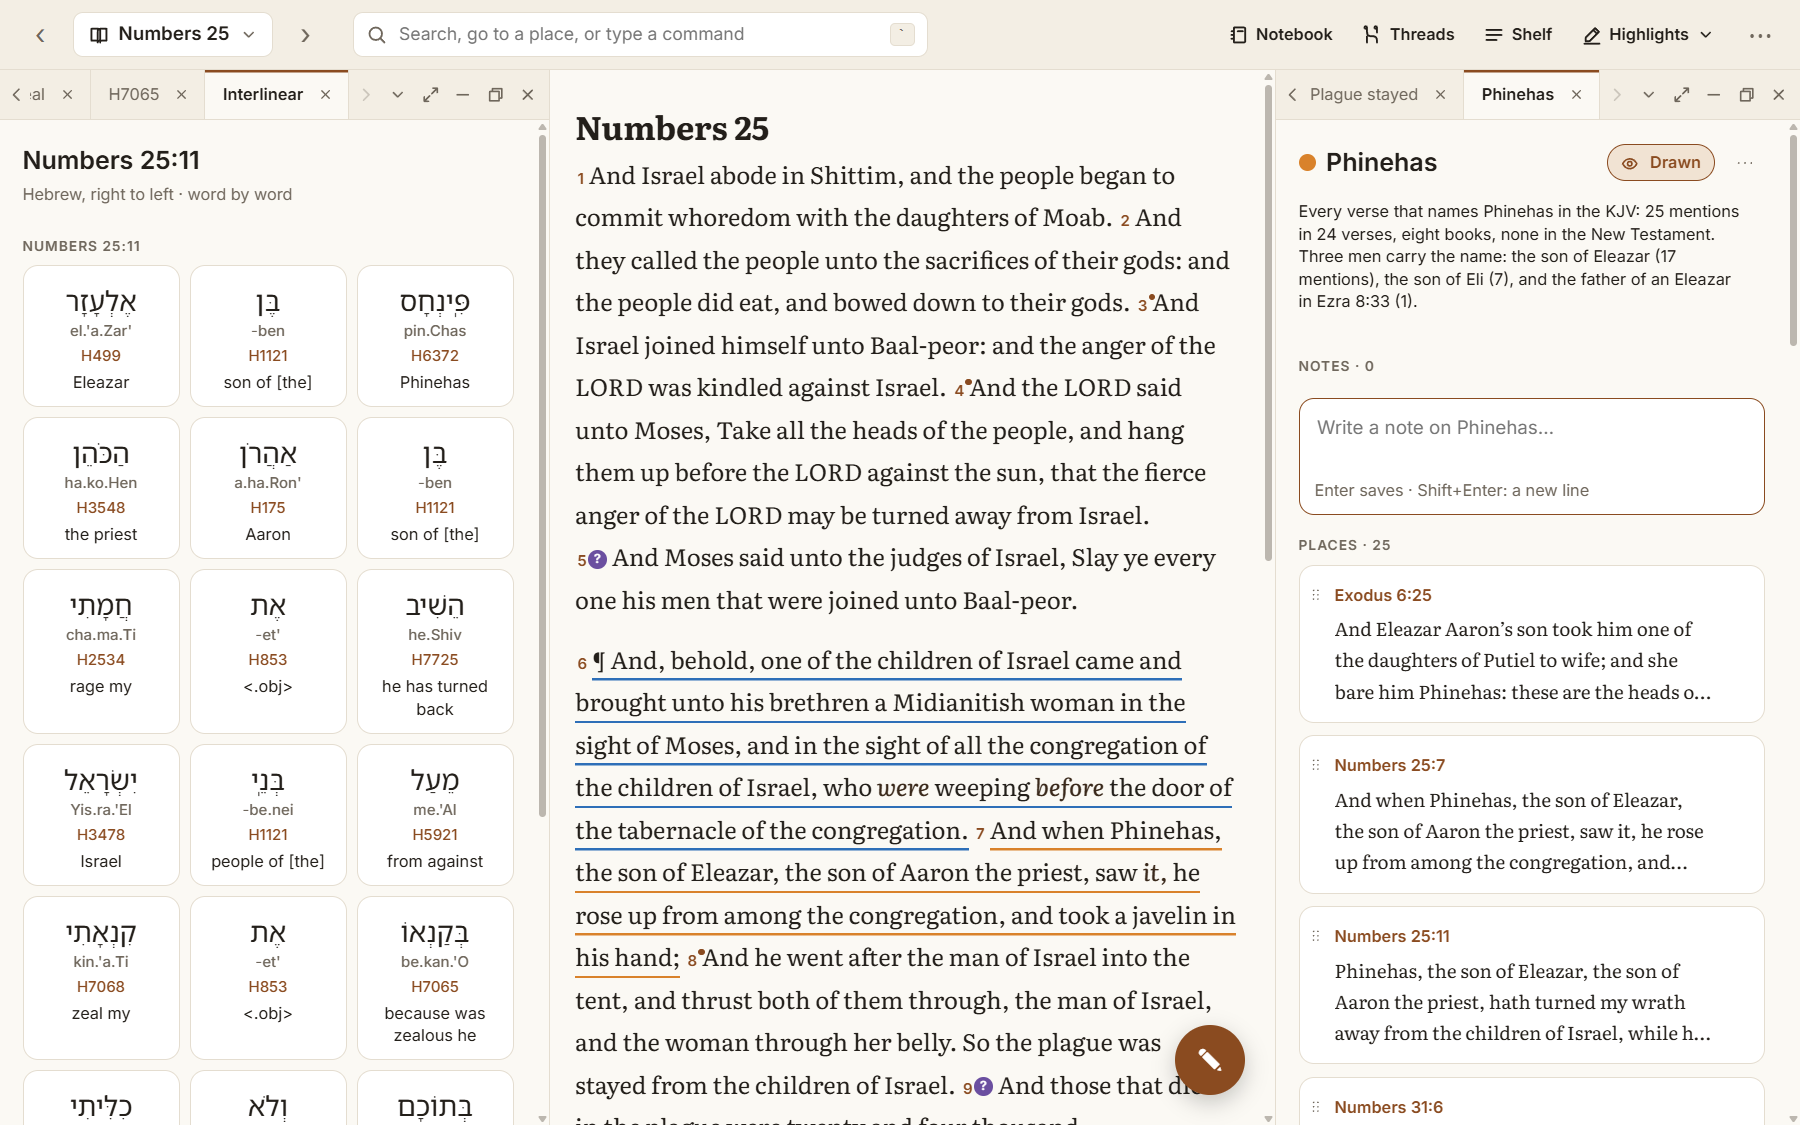 Numbers 25
Search, go to a place, or type a command
`
Notebook
Threads
Shelf
Highlights
eal
H7065
Interlinear
Numbers 25:11
Hebrew, right to left · word by word
NUMBERS 25:11
אֶלְעָזָר
בֶּן
פִּֽינְחָס
el.'a.Zar'
-ben
pin.Chas
H499
H1121
H6372
Eleazar
son of [the]
Phinehas
הַכֹּהֵן
אַהֲרֹן
בֶּן
ha.ko.Hen
a.ha.Ron'
-ben
H3548
H175
H1121
the priest
Aaron
son of [the]
חֲמָתִי
אֶת
הֵשִׁיב
cha.ma.Ti
-et'
he.Shiv
H2534
H853
H7725
rage my
<.obj>
he has turned
back
יִשְׂרָאֵל
בְּנֵֽי
מֵעַל
Yis.ra.'El
-be.nei
me.'Al
H3478
H1121
H5921
Israel
people of [the]
from against
קִנְאָתִי
אֶת
בְּקַנְאוֹ
kin.'a.Ti
-et'
be.kan.'O
H7068
H853
H7065
zeal my
<.obj>
because was
zealous he
כִלִּיתִי
וְלֹא
בְּתוֹכָם
Numbers 25
1 And Israel abode in Shittim, and the people began to
commit whoredom with the daughters of Moab. 2 And
they called the people unto the sacrifices of their gods: and
the people did eat, and bowed down to their gods. 3 And
Israel joined himself unto Baal-peor: and the anger of the
LORD was kindled against Israel. 4 And the LORD said
unto Moses, Take all the heads of the people, and hang
them up before the LORD against the sun, that the fierce
anger of the LORD may be turned away from Israel.
5 ? And Moses said unto the judges of Israel, Slay ye every
one his men that were joined unto Baal-peor.
6 ¶ And, behold, one of the children of Israel came and
brought unto his brethren a Midianitish woman in the
sight of Moses, and in the sight of all the congregation of
the children of Israel, who were weeping before the door of
the tabernacle of the congregation. 7 And when Phinehas,
the son of Eleazar, the son of Aaron the priest, saw it, he
rose up from among the congregation, and took a javelin in
his hand; 8 And he went after the man of Israel into the
tent, and thrust both of them through, the man of Israel,
and the woman through her belly. So the plague was
stayed from the children of Israel. 9 ? And those that
in the plague were twenty and four thousand.
Plague stayed
Phinehas
Phinehas
Drawn
Every verse that names Phinehas in the KJV: 25 mentions
in 24 verses, eight books, none in the New Testament.
Three men carry the name: the son of Eleazar (17
mentions), the son of Eli (7), and the father of an Eleazar
in Ezra 8:33 (1).
NOTES · 0
Write a note on Phinehas...
Enter saves · Shift+Enter: a new line
PLACES · 25
Exodus 6:25
And Eleazar Aaron’s son took him one of
the daughters of Putiel to wife; and she
bare him Phinehas: these are the heads o...
Numbers 25:7
And when Phinehas, the son of Eleazar,
the son of Aaron the priest, saw it, he rose
up from among the congregation, and...
Numbers 25:11
Phinehas, the son of Eleazar, the son of
Aaron the priest, hath turned my wrath
away from the children of Israel, while h...
Numbers 31:6